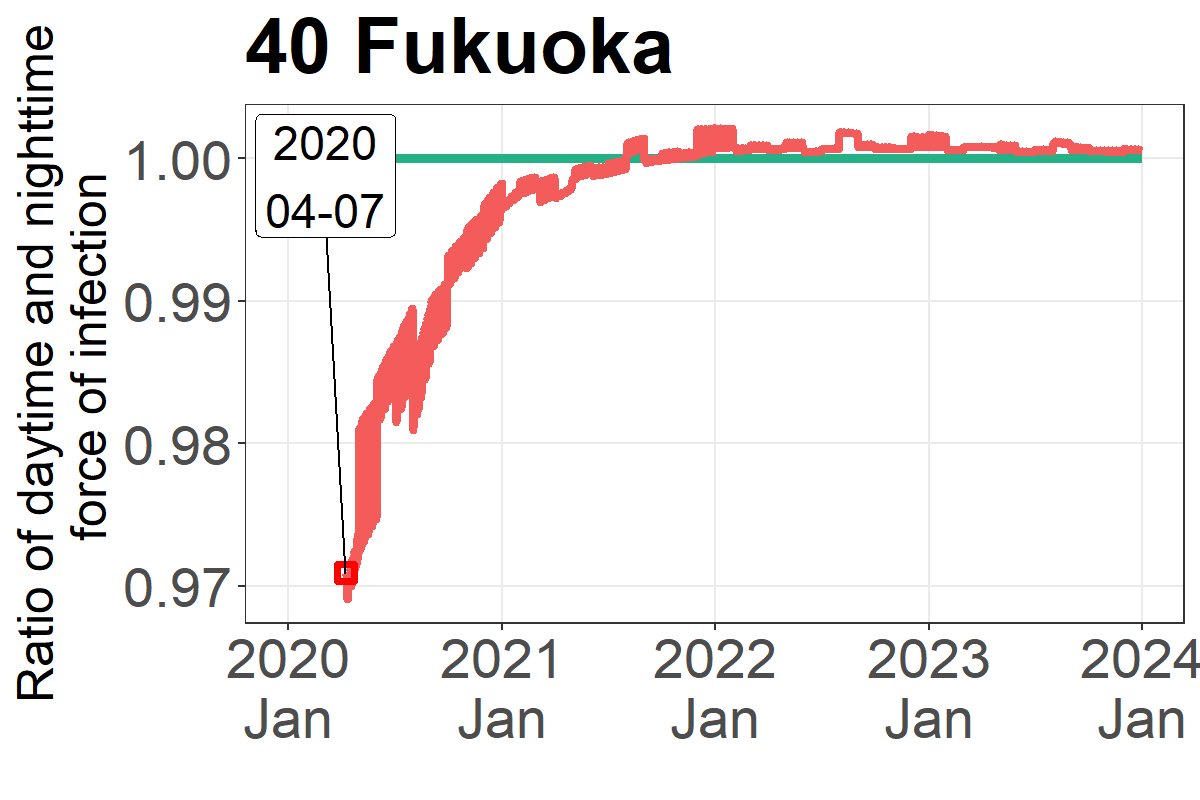 40 Fukuoka
Ratio of daytime and nighttime
force of infection
2020
04-07
1.00
0.99
0.98
0.97
2020
Jan
2021
Jan
2022
Jan
2023
Jan
2024
Jan